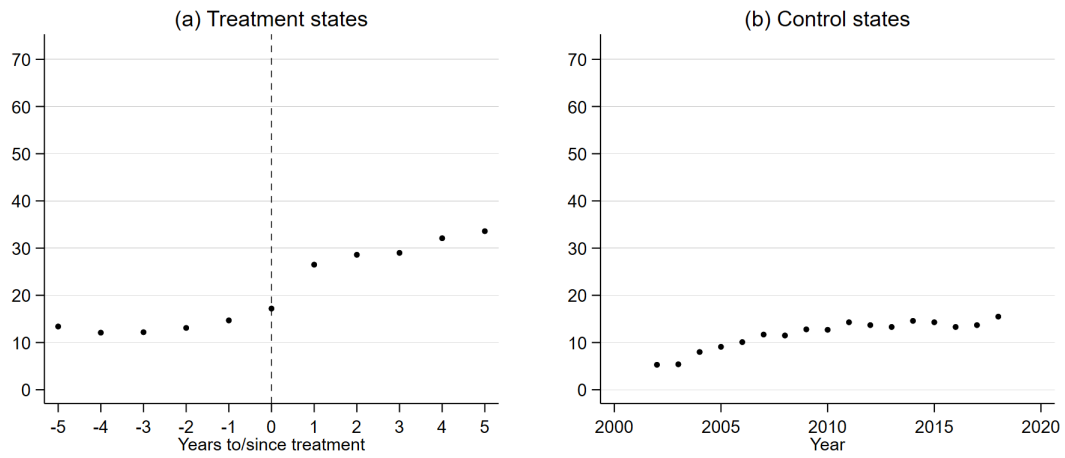 (a) Treatment states
70
60
50
40
30
20
10
0
-5 -4 -3 -2 -1 0 1 2 3 4 5
Years to/since treatment
(b) Control states
70
60
50
40
30
20
10
0
2000 2005 2010 2015 2020
Year